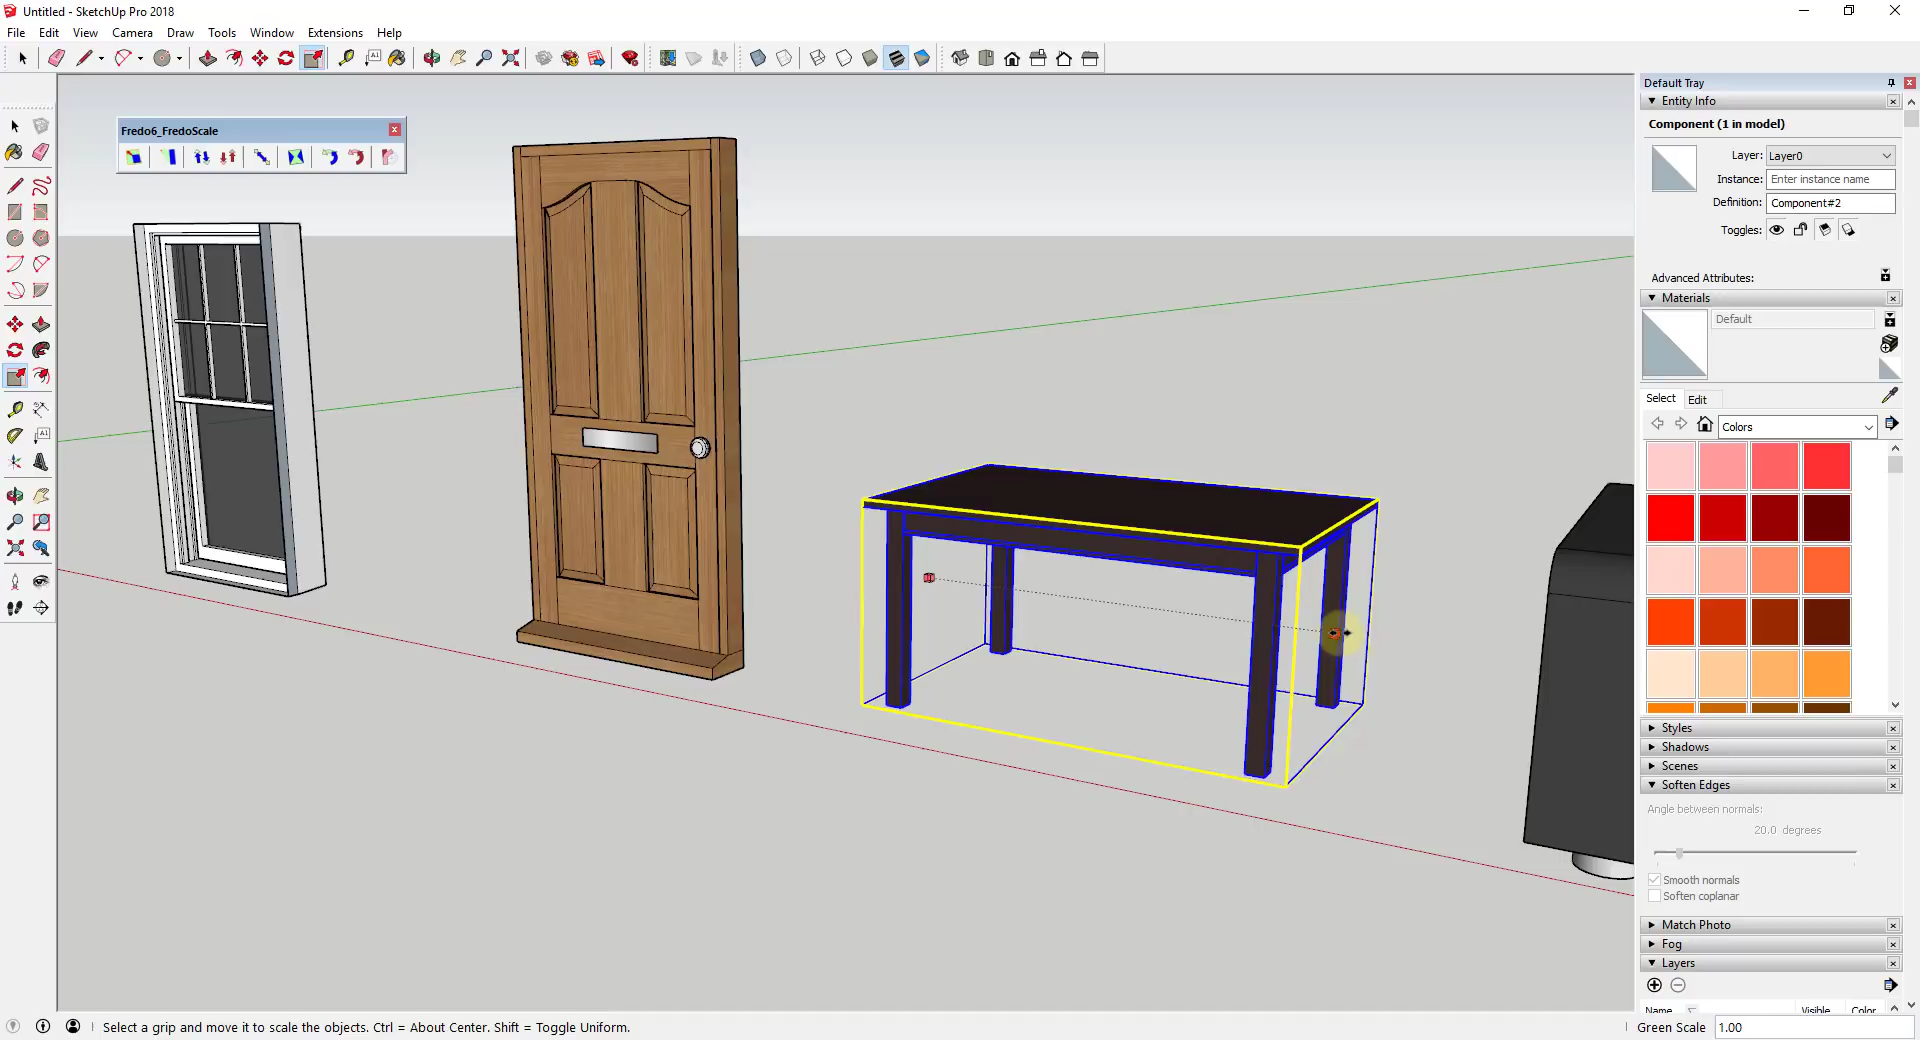 Untitled - SketchUp Pro 2018
File Edit View Camera Draw Tools Window Extensions Help
Fredo6_FredoScale
Default Tray
Entity Info
Component (1 in model)
Layer: Layer0
Instance: Enter instance name
Definition: Component#2
Toggles:
Advanced Attributes:
Materials
Default
Select Edit
Colors
Styles
Shadows
Scenes
Soften Edges
Angle between normals:
20.0 degrees
Smooth normals
Soften coplanar
Match Photo
Fog
Layers
Name Visible Color
Select a grip and move it to scale the objects. Ctrl = About Center. Shift = Toggle Uniform.
Green Scale 1.00